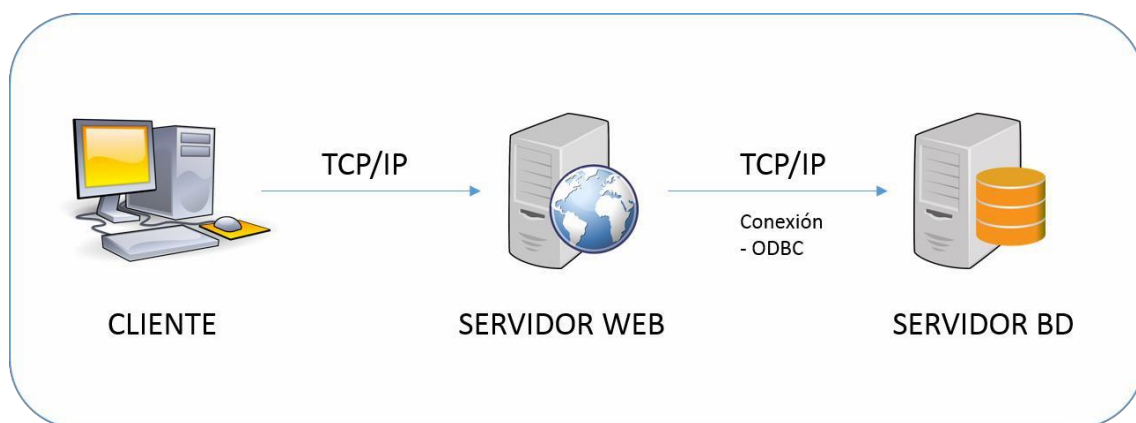 TCP/IP
TCP/IP
Conexión
- ODBC
CLIENTE
SERVIDOR WEB
SERVIDOR BD